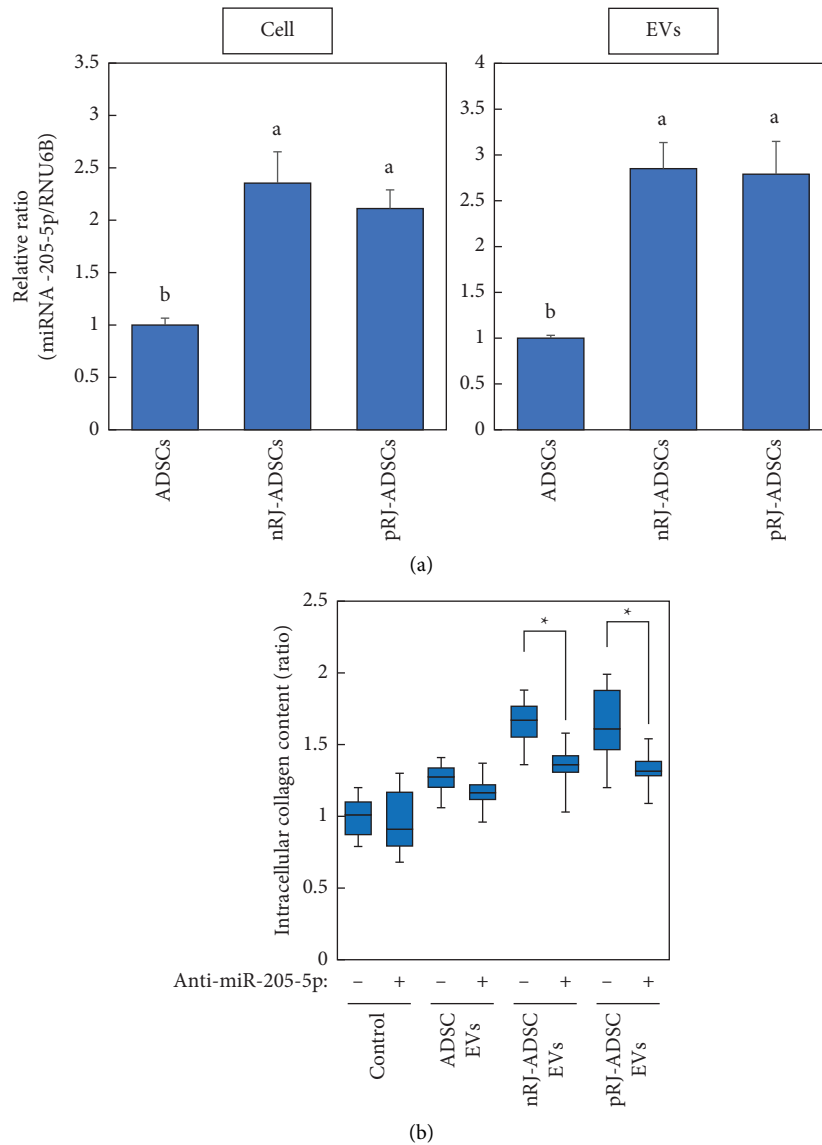 Cell
EVs
Relative ratio
(miRNA -205-5p/RNU6B)
3.5
3
2.5
2
1.5
1
0.5
0
b
a
a
ADSCs
nRJ-ADSCs
pRJ-ADSCs
4
3.5
3
2.5
2
1.5
1
0.5
0
b
a
a
ADSCs
nRJ-ADSCs
pRJ-ADSCs
(a)
Intracellular collagen content (ratio)
2.5
2
1.5
1
0.5
0
*
*
Anti-miR-205-5p: – + – + – + – +
Control
ADSC
EVs
nRJ-ADSC
EVs
pRJ-ADSC
EVs
(b)